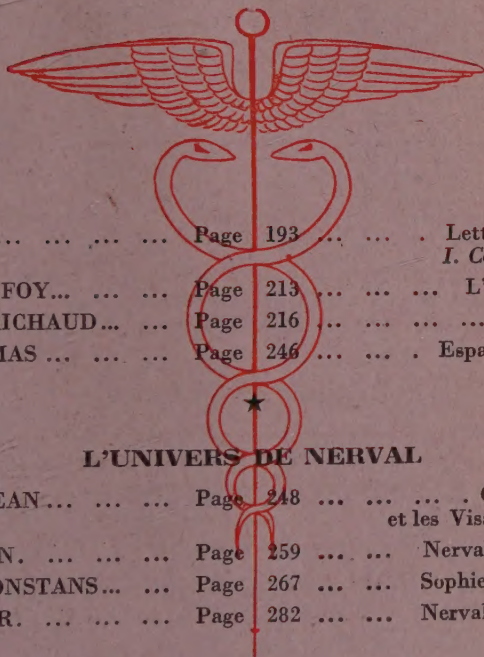 ... ... ... ... Page 193 ... ... . Lett
I. C
FOY... ... ... Page 213 ... ... ... L'
ICHAUD... ... Page 216 ... ... ... ...
MAS ... ... ... Page 246 ... ... . Espa
L'UNIVERS DE NERVAL
EAN ... ... ... Page 248 ... ... ... .
et les Vis
N. ... ... ... Page 259 ... ... Nerva
ONSTANS... ... Page 267 ... ... Sophie
R. ... ... ... Page 282 ... ... Nerval